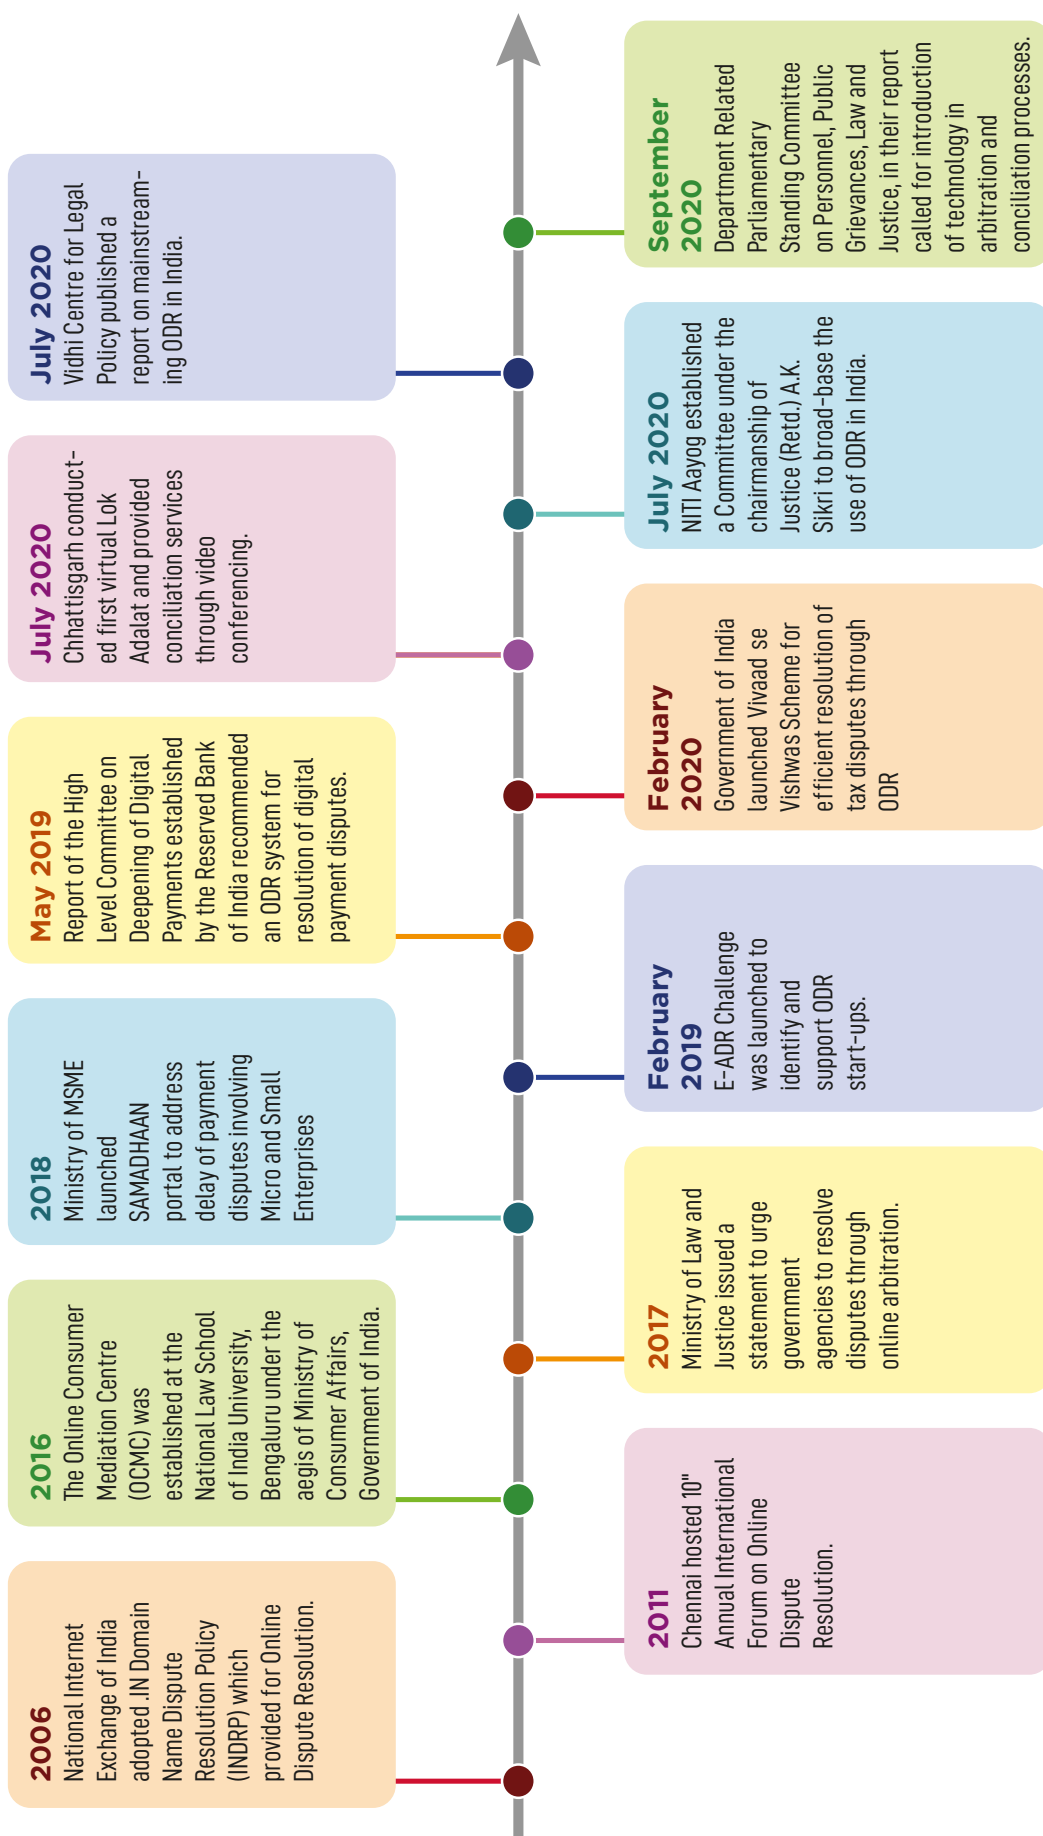 2006
National Internet
Exchange of India
adopted .IN Domain
Name Dispute
Resolution Policy
(INDRP) which
provided for Online
Dispute Resolution.
2011
Chennai hosted 10"
Annual International
Forum on Online
Dispute
Resolution.
2016
The Online Consumer
Mediation Centre
(OCMC) was
established at the
National Law School
of India University,
Bengaluru under the
aegis of Ministry of
Consumer Affairs,
Government of India.
2017
Ministry of Law and
Justice issued a
statement to urge
government
agencies to resolve
disputes through
online arbitration.
2018
Ministry of MSME
launched
SAMADHAAN
portal to address
delay of payment
disputes involving
Micro and Small
Enterprises
February
2019
E-ADR Challenge
was launched to
identify and
support ODR
start-ups.
May 2019
Report of the High
Level Committee on
Deepening of Digital
Payments established
by the Reserved Bank
of India recommended
an ODR system for
resolution of digital
payment disputes.
February
2020
Government of India
launched Vivaad se
Vishwas Scheme for
efficient resolution of
tax disputes through
ODR
July 2020
Chhattisgarh conduct-
ed first virtual Lok
Adalat and provided
conciliation services
through video
conferencing.
July 2020
NITI Aayog established
a Committee under the
chairmanship of
Justice (Retd.) A.K.
Sikri to broad-base the
use of ODR in India.
July 2020
Vidhi Centre for Legal
Policy published a
report on mainstream-
ing ODR in India.
September
2020
Department Related
Parliamentary
Standing Committee
on Personnel, Public
Grievances, Law and
Justice, in their report
called for introduction
of technology in
arbitration and
conciliation processes.